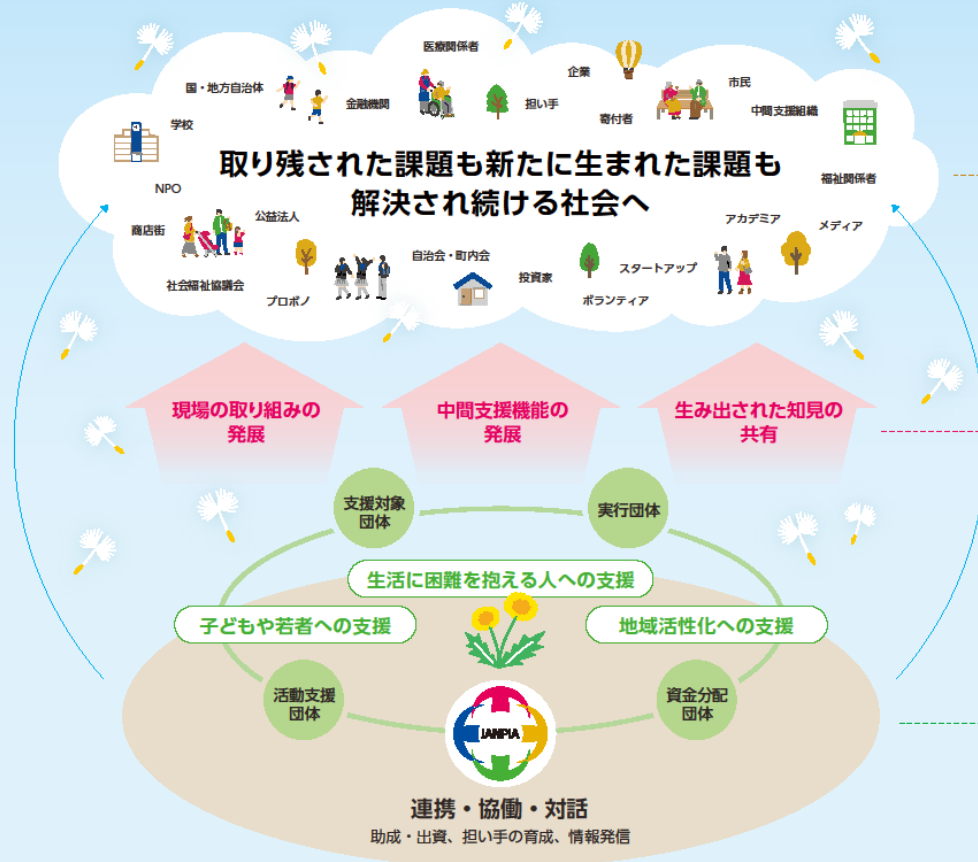 医療関係者
企業
国・地方自治体
金融機関
担い手
市民
寄付者
中間支援組織
学校
取り残された課題も新たに生まれた課題も
解決され続ける社会へ
福祉関係者
NPO
商店街
公益法人
アカデミア
メディア
自治会・町内会
社会福祉協議会
投資家
スタートアップ
プロボノ
ボランティア
現場の取り組みの
発展
中間支援機能の
発展
生み出された知見の
共有
支援対象
団体
実行団体
生活に困難を抱える人への支援
子どもや若者への支援
地域活性化への支援
活動支援
団体
資金分配
団体
JANPIA
連携・協働・対話
助成・出資、担い手の育成、情報発信